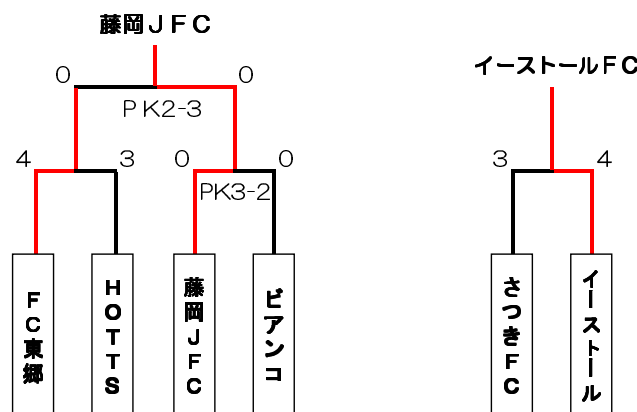 藤岡JFC
イーストールFC
0 0
PK2-3
4 3 0 0
PK3-2
3 4
FC東郷
HOTTS
藤岡JFC
ビアンコ
さつきFC
イーストール